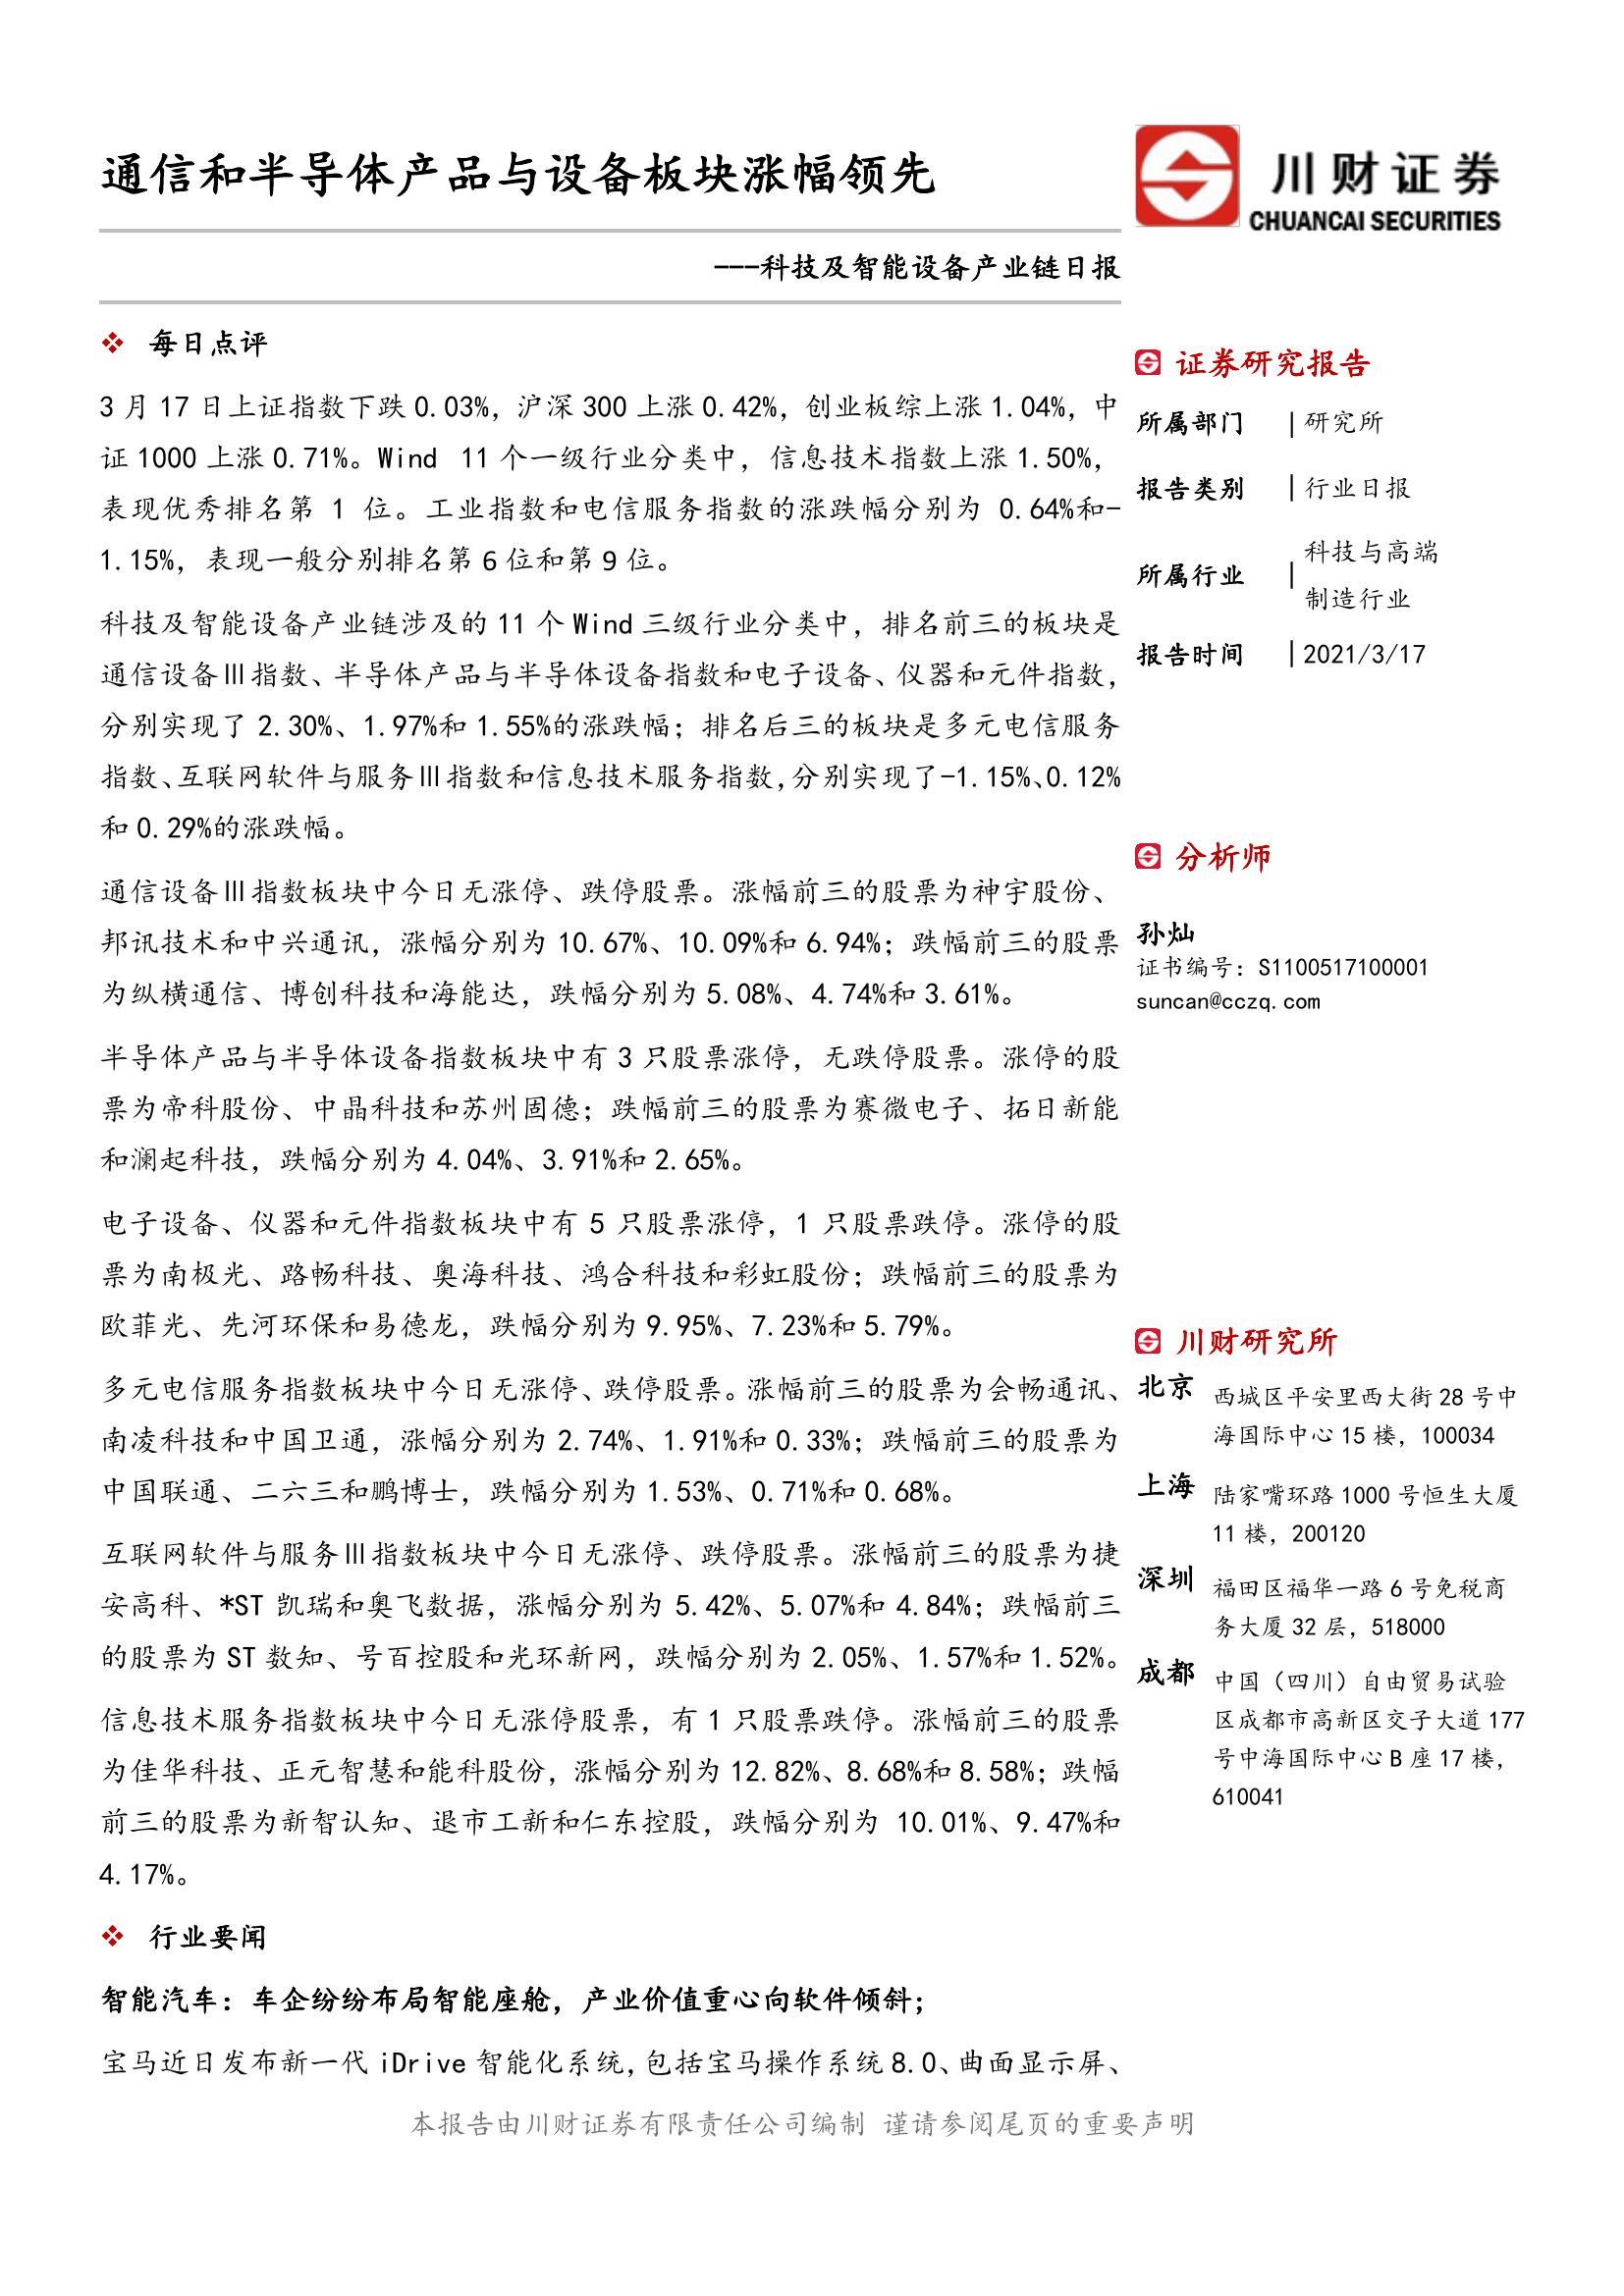 通信和半导体产品与设备板块涨幅领先
---科技及智能设备产业链日报
川财证券
CHUANCAI SECURITIES
每日点评
3 月 17 日上证指数下跌 0.03%，沪深 300 上涨 0.42%，创业板综上涨 1.04%，中
证 1000 上涨 0.71%。Wind 11 个一级行业分类中，信息技术指数上涨 1.50%，
表现优秀排名第 1 位。工业指数和电信服务指数的涨跌幅分别为 0.64%和-
1.15%，表现一般分别排名第 6 位和第 9 位。
科技及智能设备产业链涉及的 11 个 Wind 三级行业分类中，排名前三的板块是
通信设备Ⅲ指数、半导体产品与半导体设备指数和电子设备、仪器和元件指数，
分别实现了 2.30%、1.97%和 1.55%的涨跌幅；排名后三的板块是多元电信服务
指数、互联网软件与服务Ⅲ指数和信息技术服务指数，分别实现了-1.15%、0.12%
和 0.29%的涨跌幅。
通信设备Ⅲ指数板块中今日无涨停、跌停股票。涨幅前三的股票为神宇股份、
邦讯技术和中兴通讯，涨幅分别为 10.67%、10.09%和 6.94%；跌幅前三的股票
为纵横通信、博创科技和海能达，跌幅分别为 5.08%、4.74%和 3.61%。
半导体产品与半导体设备指数板块中有 3 只股票涨停，无跌停股票。涨停的股
票为帝科股份、中晶科技和苏州固德；跌幅前三的股票为赛微电子、拓日新能
和澜起科技，跌幅分别为 4.04%、3.91%和 2.65%。
电子设备、仪器和元件指数板块中有 5 只股票涨停，1 只股票跌停。涨停的股
票为南极光、路畅科技、奥海科技、鸿合科技和彩虹股份；跌幅前三的股票为
欧菲光、先河环保和易德龙，跌幅分别为 9.95%、7.23%和 5.79%。
多元电信服务指数板块中今日无涨停、跌停股票。涨幅前三的股票为会畅通讯、
南凌科技和中国卫通，涨幅分别为 2.74%、1.91%和 0.33%；跌幅前三的股票为
中国联通、二六三和鹏博士，跌幅分别为 1.53%、0.71%和 0.68%。
互联网软件与服务Ⅲ指数板块中今日无涨停、跌停股票。涨幅前三的股票为捷
安高科、*ST 凯瑞和奥飞数据，涨幅分别为 5.42%、5.07%和 4.84%；跌幅前三
的股票为 ST 数知、号百控股和光环新网，跌幅分别为 2.05%、1.57%和 1.52%。
信息技术服务指数板块中今日无涨停股票，有 1 只股票跌停。涨幅前三的股票
为佳华科技、正元智慧和能科股份，涨幅分别为 12.82%、8.68%和 8.58%；跌幅
前三的股票为新智认知、退市工新和仁东控股，跌幅分别为 10.01%、9.47%和
4.17%。
行业要闻
智能汽车：车企纷纷布局智能座舱，产业价值重心向软件倾斜；
宝马近日发布新一代 iDrive 智能化系统，包括宝马操作系统 8.0、曲面显示屏、
证券研究报告
所属部门 | 研究所
报告类别 | 行业日报
所属行业 | 科技与高端
制造行业
报告时间 | 2021/3/17
分析师
孙灿
证书编号：S1100517100001
suncan@cczq.com
川财研究所
北京 西城区平安里西大街 28 号中
海国际中心 15 楼，100034
上海 陆家嘴环路 1000 号恒生大厦
11 楼，200120
深圳 福田区福华一路 6 号免税商
务大厦 32 层，518000
成都 中国（四川）自由贸易试验
区成都市高新区交子大道 177
号中海国际中心 B 座 17 楼，
610041
本报告由川财证券有限责任公司编制 谨请参阅尾页的重要声明